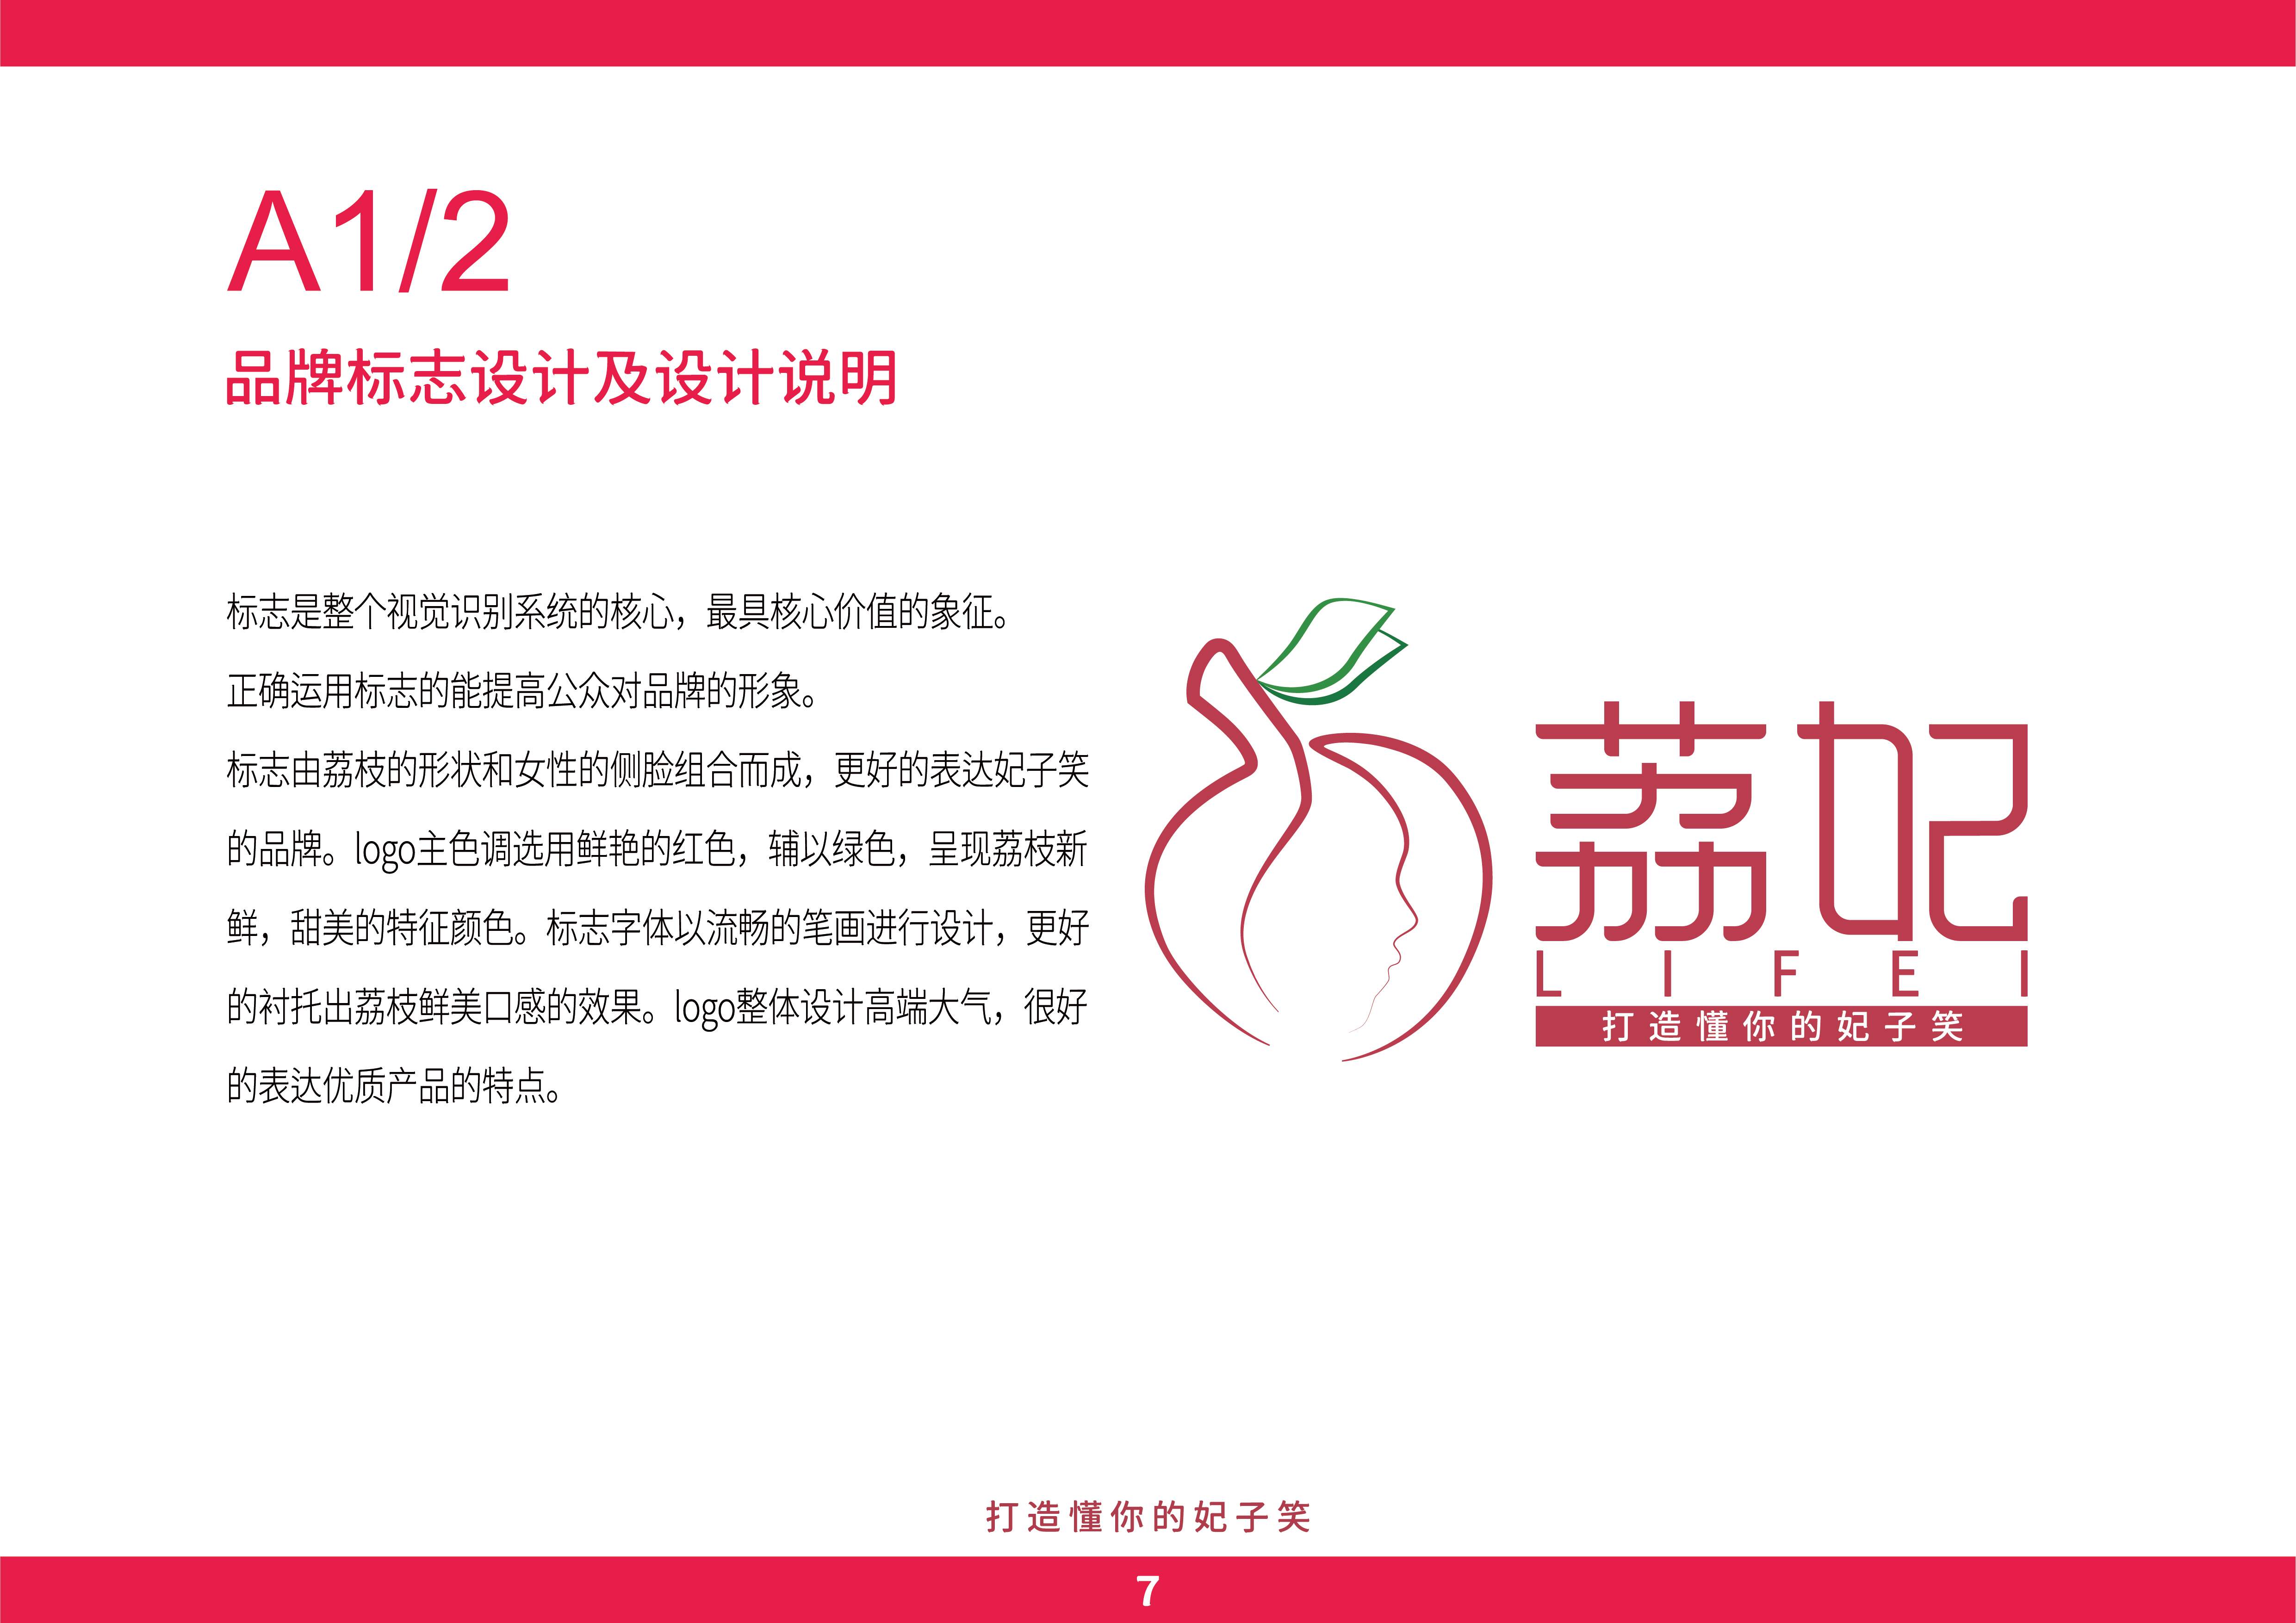 A1/2
品牌标志设计及设计说明
标志是整个视觉识别系统的核心，最具核心价值的象征。
正确运用标志的能提高公众对品牌的形象。
标志由荔枝的形状和女性的侧脸组合而成，更好的表达妃子笑
的品牌。logo主色调选用鲜艳的红色，辅以绿色，呈现荔枝新
鲜，甜美的特征颜色。标志字体以流畅的笔画进行设计，更好
的衬托出荔枝鲜美口感的效果。logo整体设计高端大气，很好
的表达优质产品的特点。
荔妃
LIFEI
打造懂你的妃子笑
打造懂你的妃子笑
7